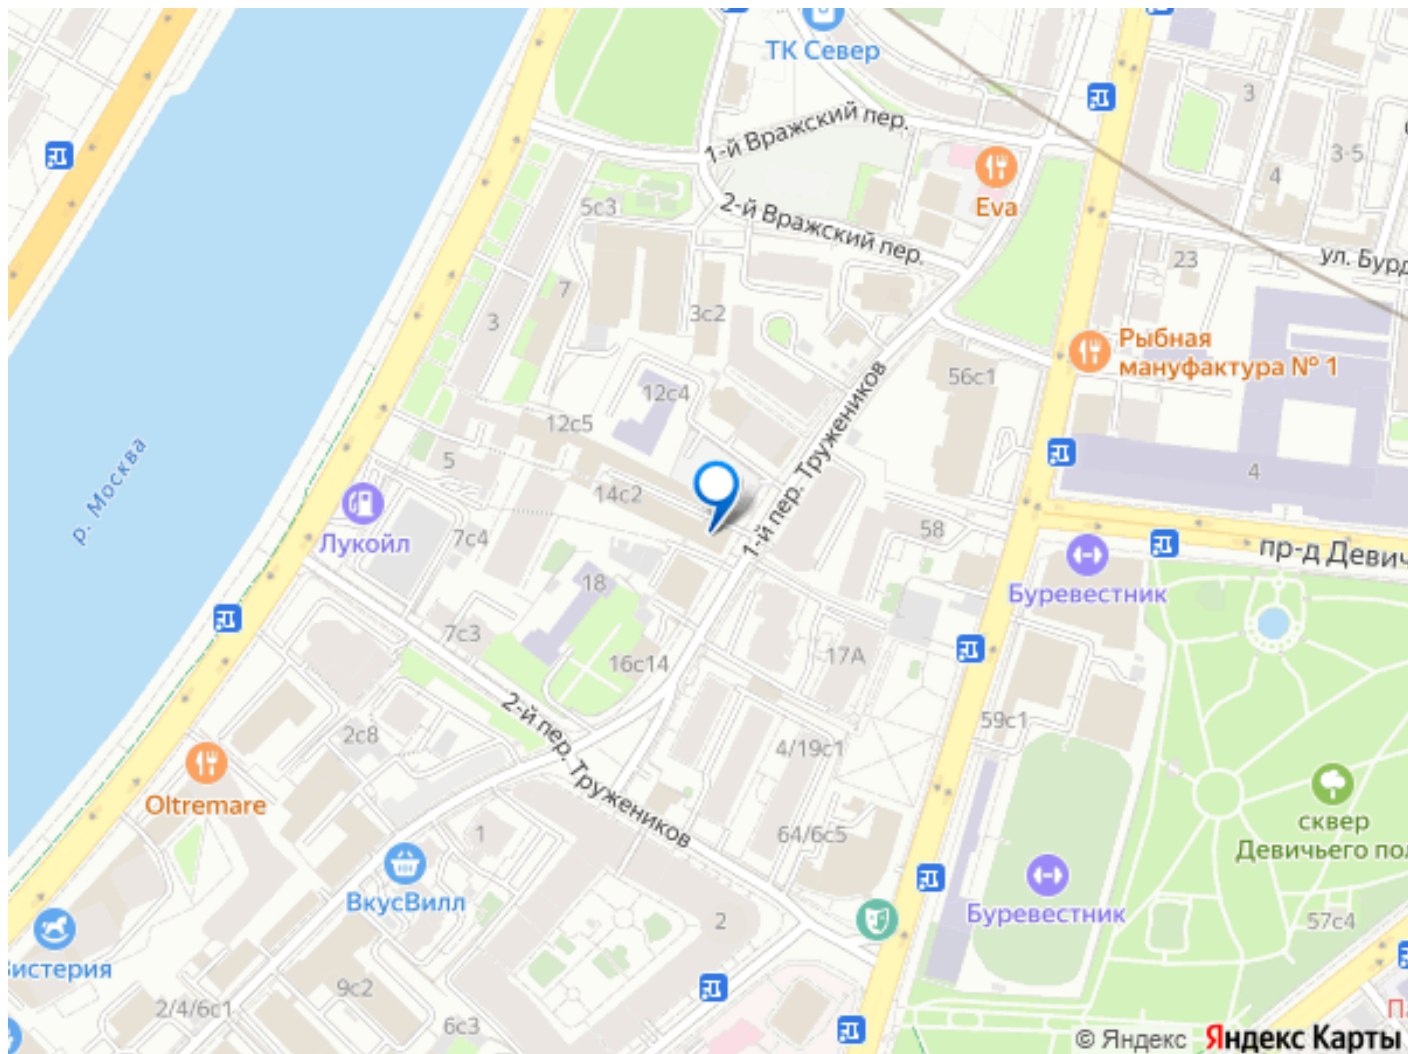 ТК Север
1-й Вражский пер.
3
3-5
4
Eva
5с3
2-й Вражский пер.
23
ул. Бурд
7
3с2
3
Рыбная
мануфактура № 1
56с1
12с4
12с5
р. Москва
5
14с2
1-й пер. Тружеников
4
Лукойл
7с4
58
пр-д Девич
18
Буревестник
7с3
16с14
17А
2-й пер. Тружеников
59с1
2с8
4/19с1
Oltremare
сквер
Девичьего пол
1
64/6с5
ВкусВилл
Буревестник
2
57с4
истерия
9с2
2/4/6с1
6с3
© Яндекс Яндекс Карты